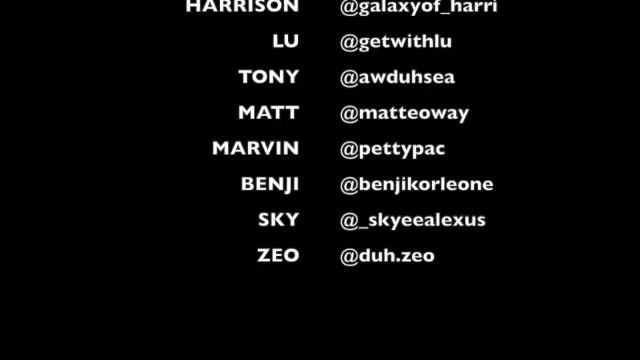 HARRISON @galaxyof_harri
LU @getwithlu
TONY @awduhsea
MATT @matteoway
MARVIN @pettypac
BENJI @benjikorleone
SKY @_skyeealexus
ZEO @duh.zeo